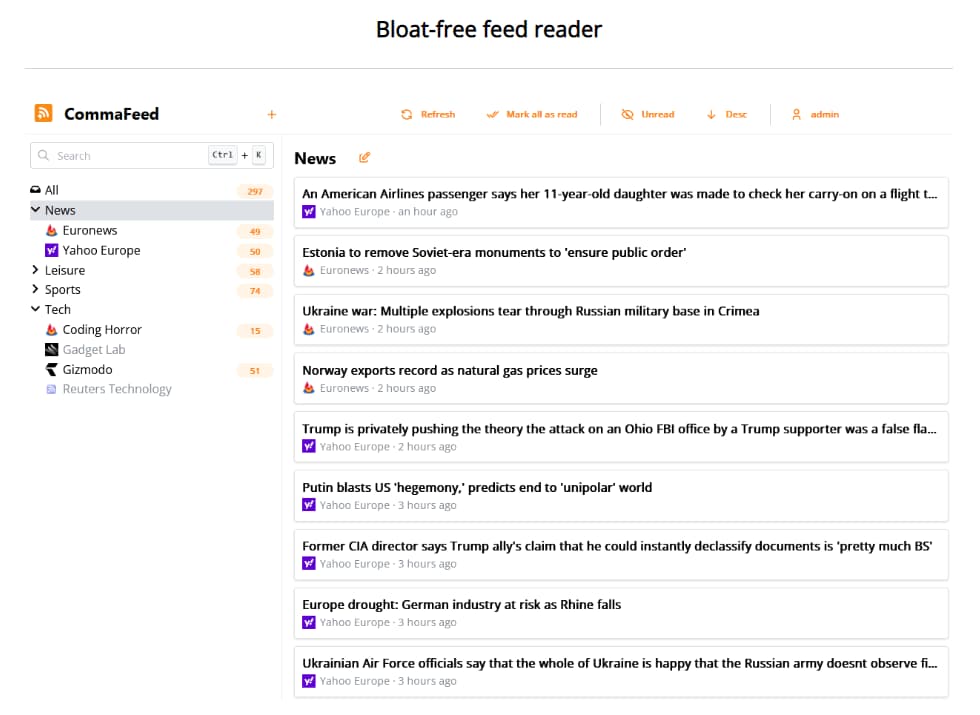 Bloat-free feed reader
CommaFeed
+
Refresh
Mark all as read
Unread
Desc
admin
Search Ctrl + K
All 297
News
Euronews 49
Yahoo Europe 50
Leisure 58
Sports 74
Tech
Coding Horror 15
Gadget Lab
Gizmodo 51
Reuters Technology
News
An American Airlines passenger says her 11-year-old daughter was made to check her carry-on on a flight t...
Yahoo Europe · an hour ago
Estonia to remove Soviet-era monuments to 'ensure public order'
Euronews · 2 hours ago
Ukraine war: Multiple explosions tear through Russian military base in Crimea
Euronews · 2 hours ago
Norway exports record as natural gas prices surge
Euronews · 2 hours ago
Trump is privately pushing the theory the attack on an Ohio FBI office by a Trump supporter was a false fla...
Yahoo Europe · 2 hours ago
Putin blasts US 'hegemony,' predicts end to 'unipolar' world
Yahoo Europe · 3 hours ago
Former CIA director says Trump ally's claim that he could instantly declassify documents is 'pretty much BS'
Yahoo Europe · 3 hours ago
Europe drought: German industry at risk as Rhine falls
Yahoo Europe · 3 hours ago
Ukrainian Air Force officials say that the whole of Ukraine is happy that the Russian army doesnt observe fi...
Yahoo Europe · 3 hours ago